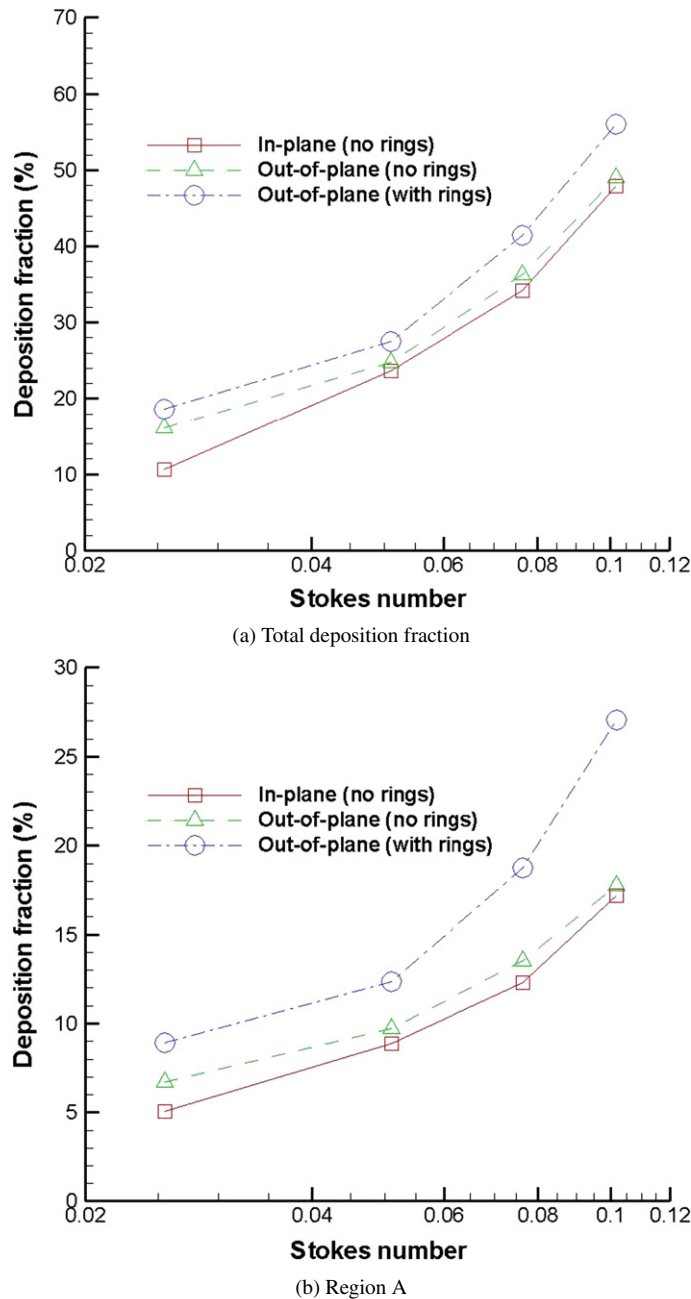 70
60
50
40
30
20
10
0
Deposition fraction (%)
In-plane (no rings)
Out-of-plane (no rings)
Out-of-plane (with rings)
0.02 0.04 0.06 0.08 0.1 0.12
Stokes number
(a) Total deposition fraction
30
25
20
15
10
5
0
Deposition fraction (%)
In-plane (no rings)
Out-of-plane (no rings)
Out-of-plane (with rings)
0.02 0.04 0.06 0.08 0.1 0.12
Stokes number
(b) Region A